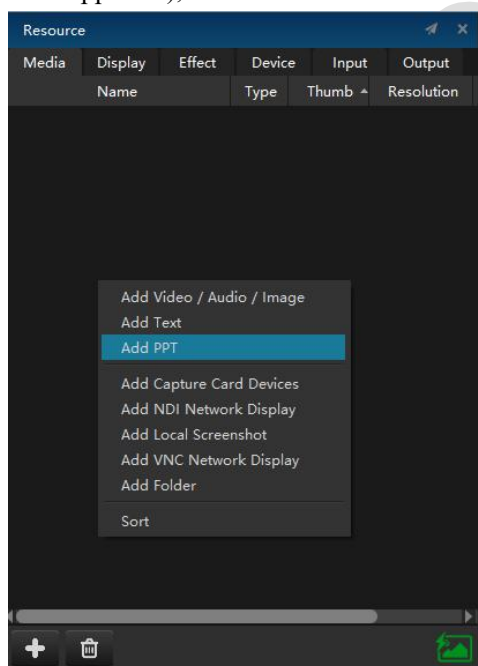 Resource
Media Display Effect Device Input Output
Name Type Thumb Resolution
Add Video / Audio / Image
Add Text
Add PPT
Add Capture Card Devices
Add NDI Network Display
Add Local Screenshot
Add VNC Network Display
Add Folder
Sort